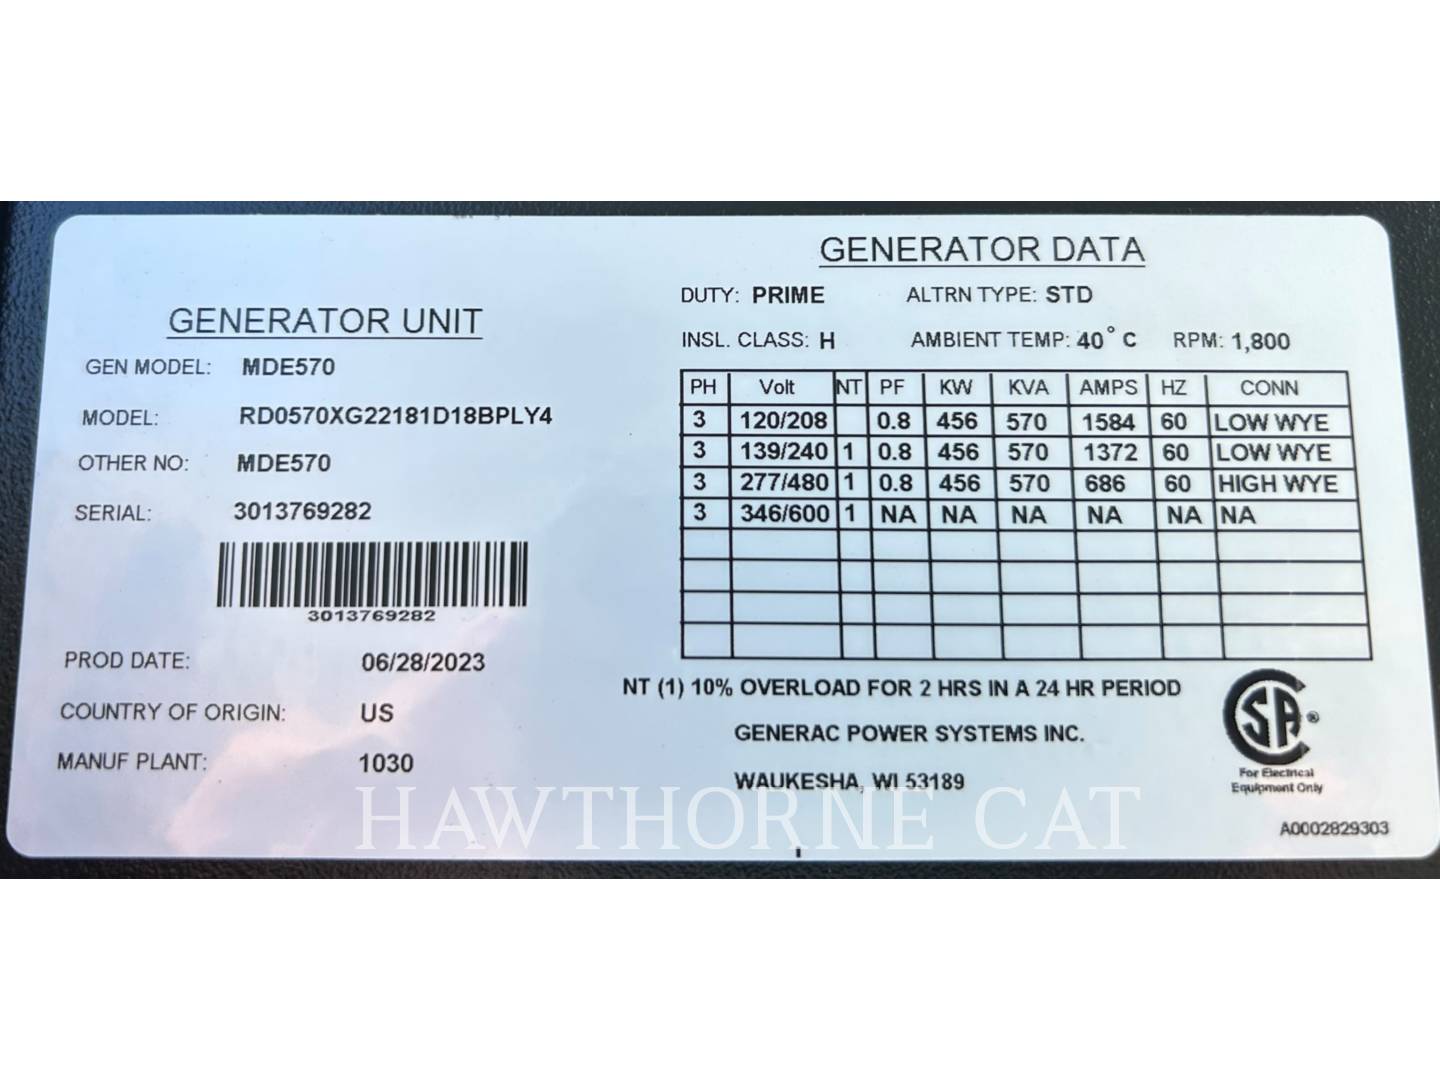 GENERATOR UNIT
GEN MODEL: MDE570
MODEL: RD0570XG22181D18BPLY4
OTHER NO: MDE570
SERIAL: 3013769282
3013769282
PROD DATE: 06/28/2023
COUNTRY OF ORIGIN: US
MANUF PLANT: 1030
GENERATOR DATA
DUTY: PRIME ALTRN TYPE: STD
INSL. CLASS: H AMBIENT TEMP: 40° C RPM: 1,800
PH Volt NT PF KW KVA AMPS HZ CONN
3 120/208 0.8 456 570 1584 60 LOW WYE
3 139/240 1 0.8 456 570 1372 60 LOW WYE
3 277/480 1 0.8 456 570 686 60 HIGH WYE
3 346/600 1 NA NA NA NA NA NA
NT (1) 10% OVERLOAD FOR 2 HRS IN A 24 HR PERIOD
GENERAC POWER SYSTEMS INC.
WAUKESHA, WI 53189
CSA ®
For Electrical
Equipment Only
A0002829303
HAWTHORNE CAT